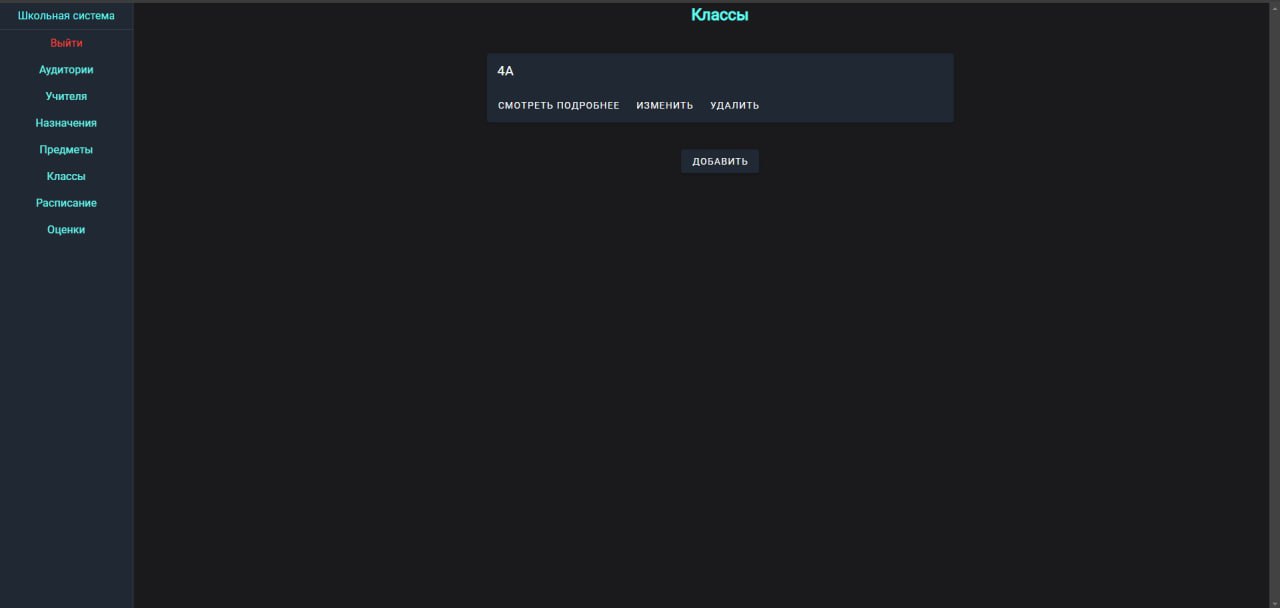 Школьная система
Выйти
Аудитории
Учителя
Назначения
Предметы
Классы
Расписание
Оценки
Классы
4А
СМОТРЕТЬ ПОДРОБНЕЕ ИЗМЕНИТЬ УДАЛИТЬ
ДОБАВИТЬ